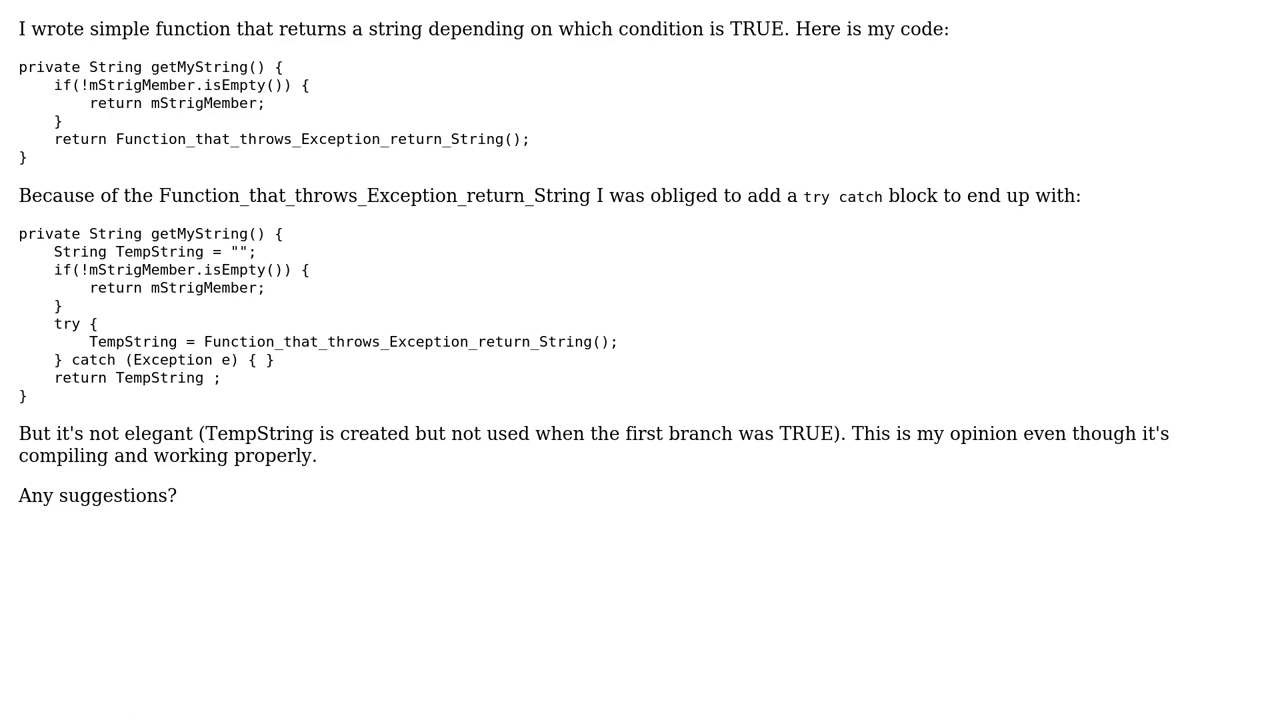 I wrote simple function that returns a string depending on which condition is TRUE. Here is my code:
private String getMyString() {
    if(!mStrigMember.isEmpty()) {
        return mStrigMember;
    }
    return Function_that_throws_Exception_return_String();
}
Because of the Function_that_throws_Exception_return_String I was obliged to add a try catch block to end up with:
private String getMyString() {
    String TempString = "";
    if(!mStrigMember.isEmpty()) {
        return mStrigMember;
    }
    try {
        TempString = Function_that_throws_Exception_return_String();
    } catch (Exception e) { }
    return TempString ;
}
But it's not elegant (TempString is created but not used when the first branch was TRUE). This is my opinion even though it's
compiling and working properly.
Any suggestions?